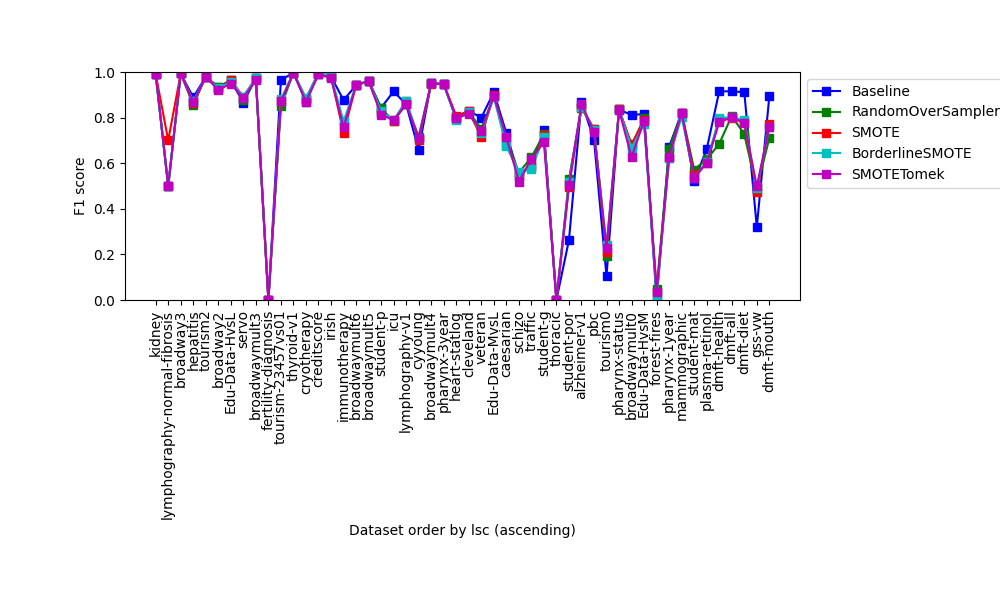 1.0
0.8
0.6
0.4
0.2
0.0
F1 score
kidney
lymphography-normal-fibrosis
broadway3
hepatitis
tourism2
broadway2
Edu-Data-HvsL
servo
broadwaymult3
fertility-diagnosis
tourism-23457vs01
thyroid-v1
cryotherapy
creditscore
irish
immunotherapy
broadwaymult6
broadwaymult5
student-p
icu
lymphography-v1
cyyoung
broadwaymult4
pharynx-3year
heart-statlog
cleveland
veteran
Edu-Data-MvsL
caesarian
schizo
traffic
student-g
thoracic
student-por
alzheimer-v1
pbc
tourism0
pharynx-status
broadwaymult0
Edu-Data-HvsM
forest-fires
pharynx-1year
mammographic
student-mat
plasma-retinol
dmft-health
dmft-all
dmft-diet
gss-vw
dmft-mouth
Dataset order by lsc (ascending)
Baseline
RandomOverSampler
SMOTE
BorderlineSMOTE
SMOTETomek